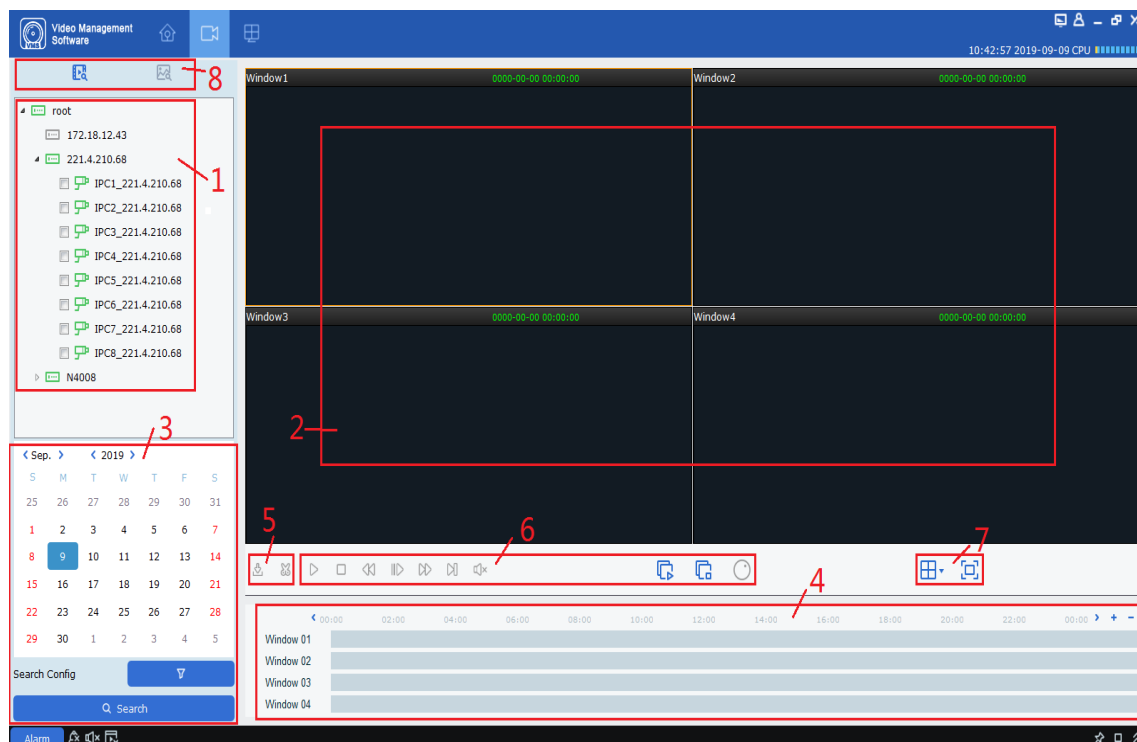 Video Management
Software
10:42:57 2019-09-09 CPU
8
Window1 0000-00-00 00:00:00 Window2 0000-00-00 00:00:00
root
172.18.12.43
221.4.210.68
1
IPC1_221.4.210.68
IPC2_221.4.210.68
IPC3_221.4.210.68
IPC4_221.4.210.68
IPC5_221.4.210.68
IPC6_221.4.210.68
IPC7_221.4.210.68
IPC8_221.4.210.68
N4008
Window3 0000-00-00 00:00:00 Window4 0000-00-00 00:00:00
2
3
< Sep. > < 2019 >
S M T W T F S
25 26 27 28 29 30 31
1 2 3 4 5 6 7
8 9 10 11 12 13 14
15 16 17 18 19 20 21
22 23 24 25 26 27 28
29 30 1 2 3 4 5
Search Config
Search
5 6 7
4
< 00:00 02:00 04:00 06:00 08:00 10:00 12:00 14:00 16:00 18:00 20:00 22:00 00:00 > + −
Window 01
Window 02
Window 03
Window 04
Alarm